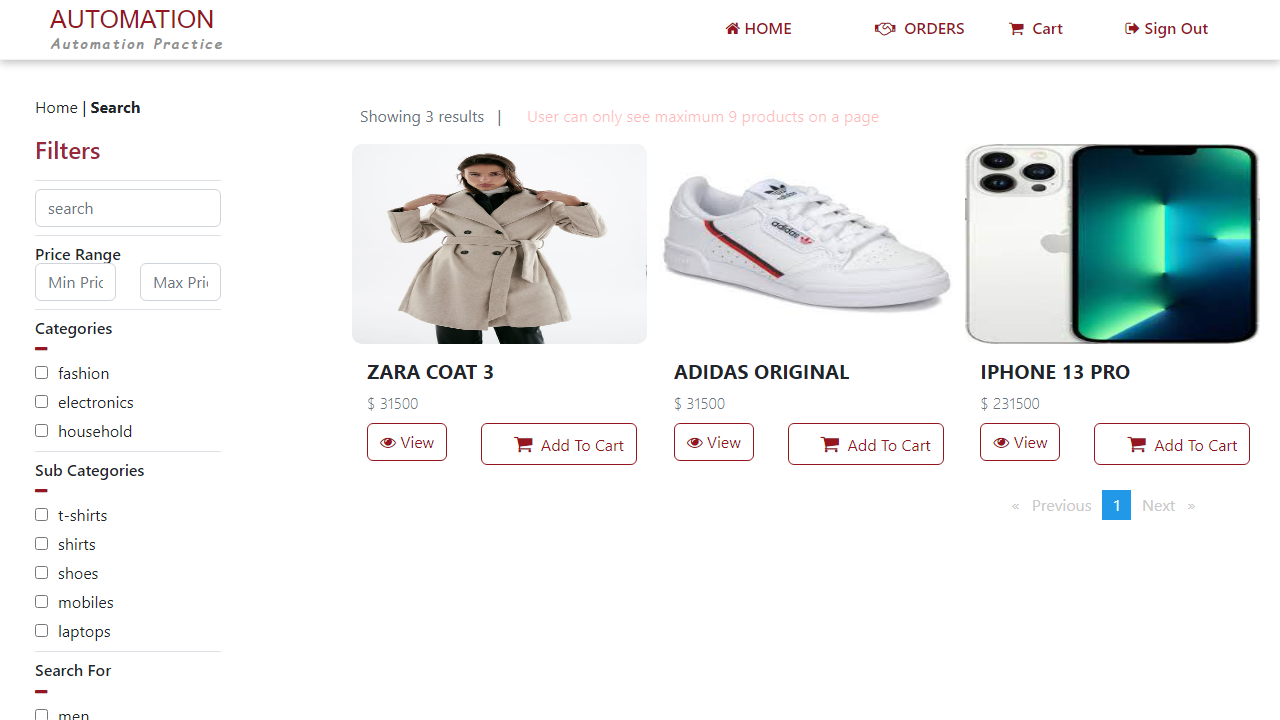 AUTOMATION
Automation Practice
HOME
ORDERS
Cart
Sign Out
Home | Search
Filters
search
Price Range
Min Pric
Max Pric
Categories
fashion
electronics
household
Sub Categories
t-shirts
shirts
shoes
mobiles
laptops
Search For
men
Showing 3 results |
User can only see maximum 9 products on a page
adidas
adidas
ZARA COAT 3
$ 31500
View
Add To Cart
ADIDAS ORIGINAL
$ 31500
View
Add To Cart
IPHONE 13 PRO
$ 231500
View
Add To Cart
« Previous 1 Next »